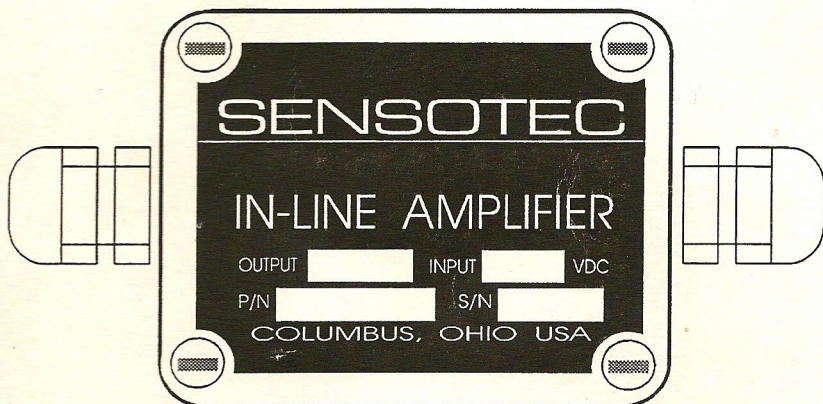 SENSOTEC
IN-LINE AMPLIFIER
OUTPUT INPUT VDC
P/N S/N
COLUMBUS, OHIO USA